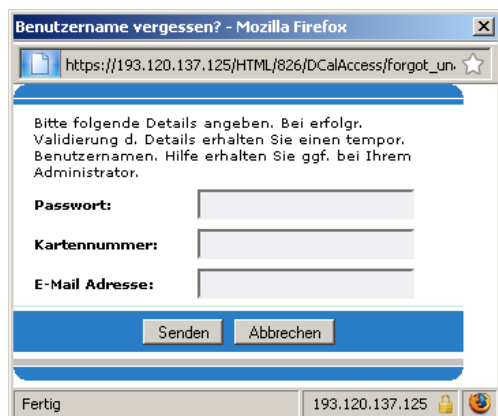 Benutzername vergessen? - Mozilla Firefox
https://193.120.137.125/HTML/826/DCalAccess/forgot_un
Bitte folgende Details angeben. Bei erfolgr.
Validierung d. Details erhalten Sie einen tempor.
Benutzernamen. Hilfe erhalten Sie ggf. bei Ihrem
Administrator.
Passwort:
Kartennummer:
E-Mail Adresse:
Senden Abbrechen
Fertig 193.120.137.125